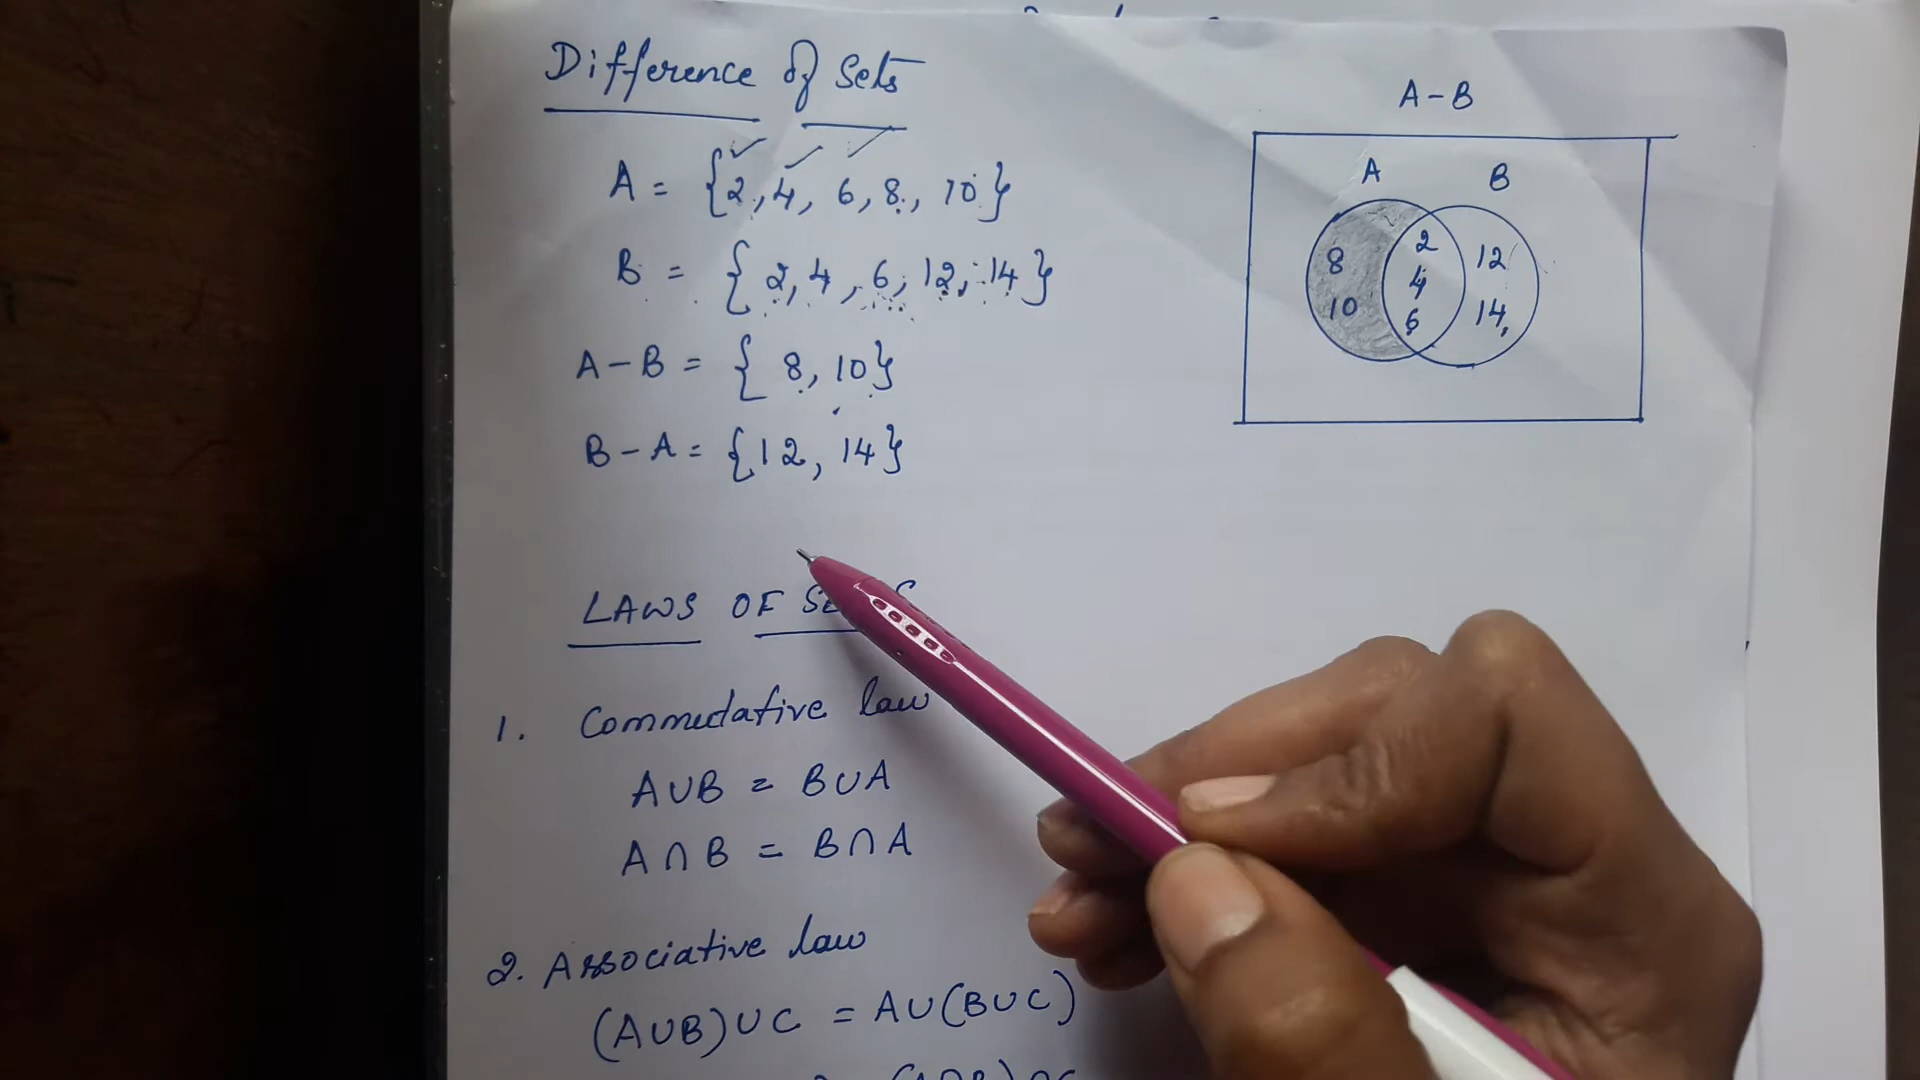 Difference of Sets
A = {2, 4, 6, 8, 10}
B = { 2, 4, 6, 12, 14}
A - B = { 8, 10}
B - A = {12, 14}
A - B
A B
8 2 12
4
10 6 14
LAWS OF
1. Commutative law
A∪B = B∪A
A∩B = B∩A
2. Associative law
(A∪B)∪C = A∪(B∪C)